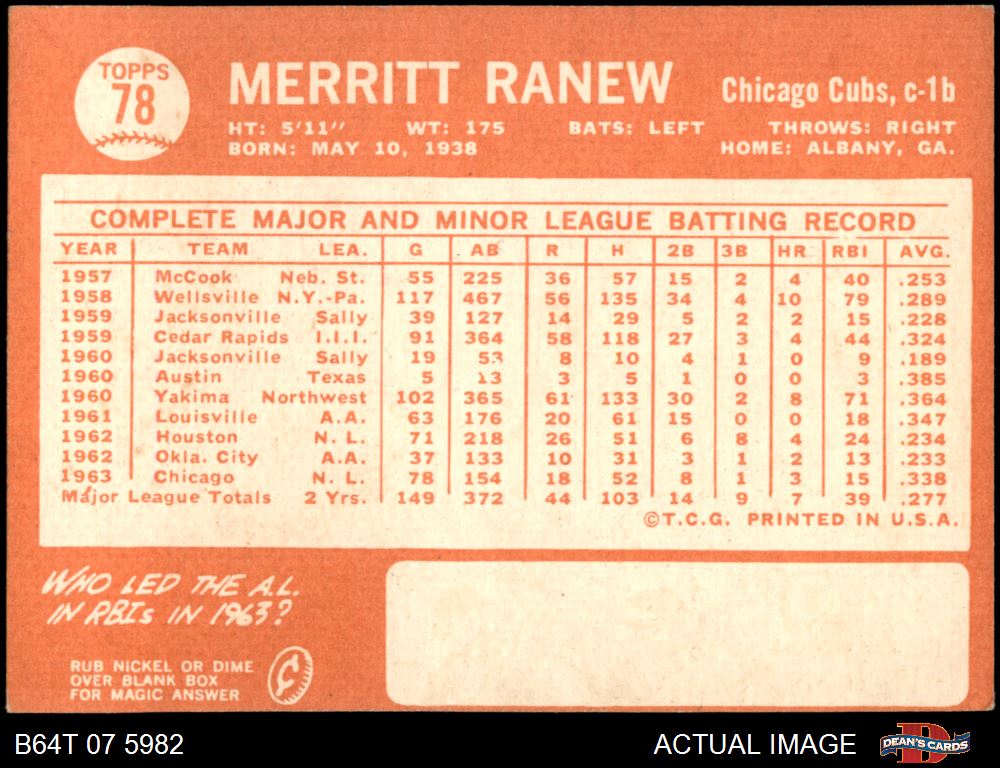 TOPPS
78
MERRITT RANEW
Chicago Cubs, c-1b
HT: 5'11" WT: 175 BATS: LEFT THROWS: RIGHT
BORN: MAY 10, 1938 HOME: ALBANY, GA.
COMPLETE MAJOR AND MINOR LEAGUE BATTING RECORD
YEAR TEAM LEA. G AB R H 2B 3B HR RBI AVG.
1957 McCook Neb. St. 55 225 36 57 15 2 4 40 .253
1958 Wellsville N.Y.-Pa. 117 467 56 135 34 4 10 79 .289
1959 Jacksonville Sally 39 127 14 29 5 2 2 15 .228
1959 Cedar Rapids I.I.I. 91 364 58 118 27 3 4 44 .324
1960 Jacksonville Sally 19 53 8 10 4 1 0 9 .189
1960 Austin Texas 5 13 3 5 1 0 0 3 .385
1960 Yakima Northwest 102 365 61 133 30 2 8 71 .364
1961 Louisville A.A. 63 176 20 61 15 0 0 18 .347
1962 Houston N. L. 71 218 26 51 6 8 4 24 .234
1962 Okla. City A.A. 37 133 10 31 3 1 2 13 .233
1963 Chicago N. L. 78 154 18 52 8 1 3 15 .338
Major League Totals 2 Yrs. 149 372 44 103 14 9 7 39 .277
©T.C.G. PRINTED IN U.S.A.
WHO LED THE A.L.
IN RBIs IN 1963?
RUB NICKEL OR DIME
OVER BLANK BOX
FOR MAGIC ANSWER
B64T 07 5982 ACTUAL IMAGE
DEAN'S CARDS